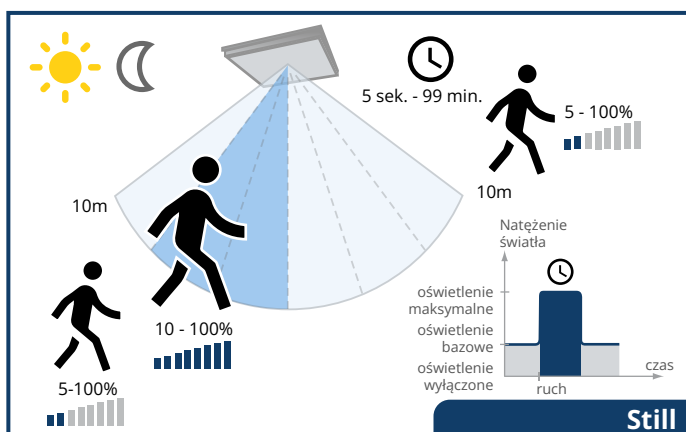 5 sek. - 99 min.
5 - 100%
10m
10m
10 - 100%
5-100%
Natężenie
światła
oświetlenie
maksymalne
oświetlenie
bazowe
oświetlenie
wyłączone
czas
ruch
Still